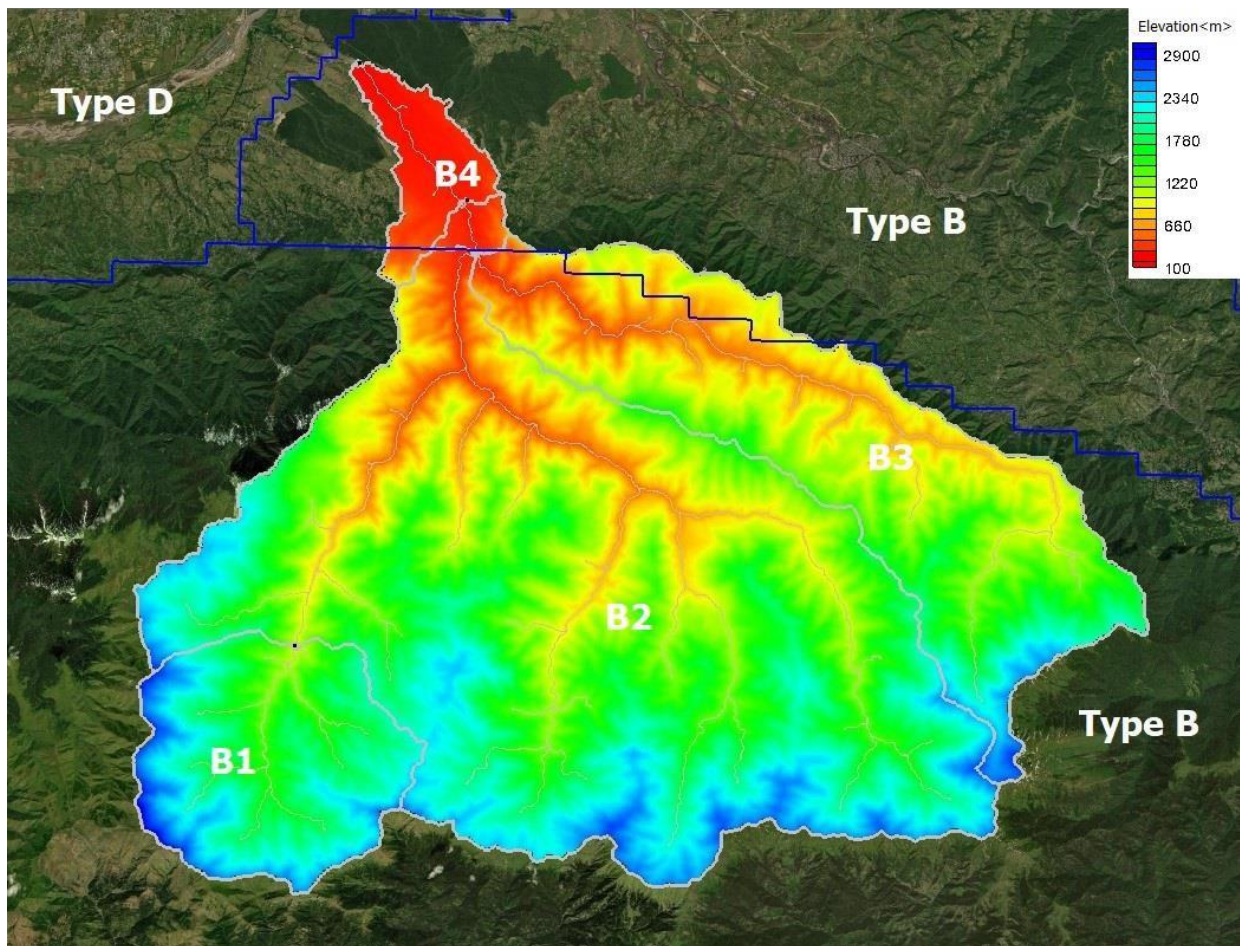 Elevation<m>
2900
2340
1780
1220
660
100
Type D
B4
Type B
B3
B2
Type B
B1